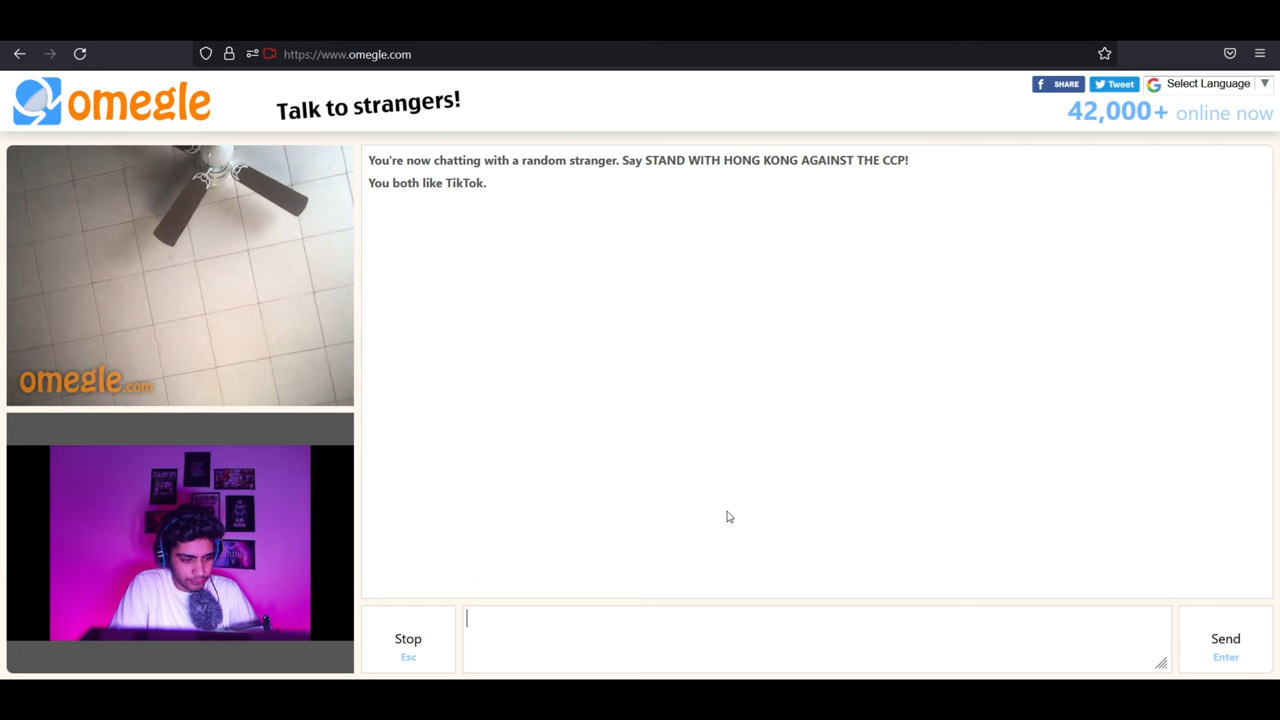 https://www.omegle.com
omegle
Talk to strangers!
SHARE
Tweet
Select Language
42,000+ online now
You're now chatting with a random stranger. Say STAND WITH HONG KONG AGAINST THE CCP!
You both like TikTok.
omegle.com
Stop
Esc
Send
Enter